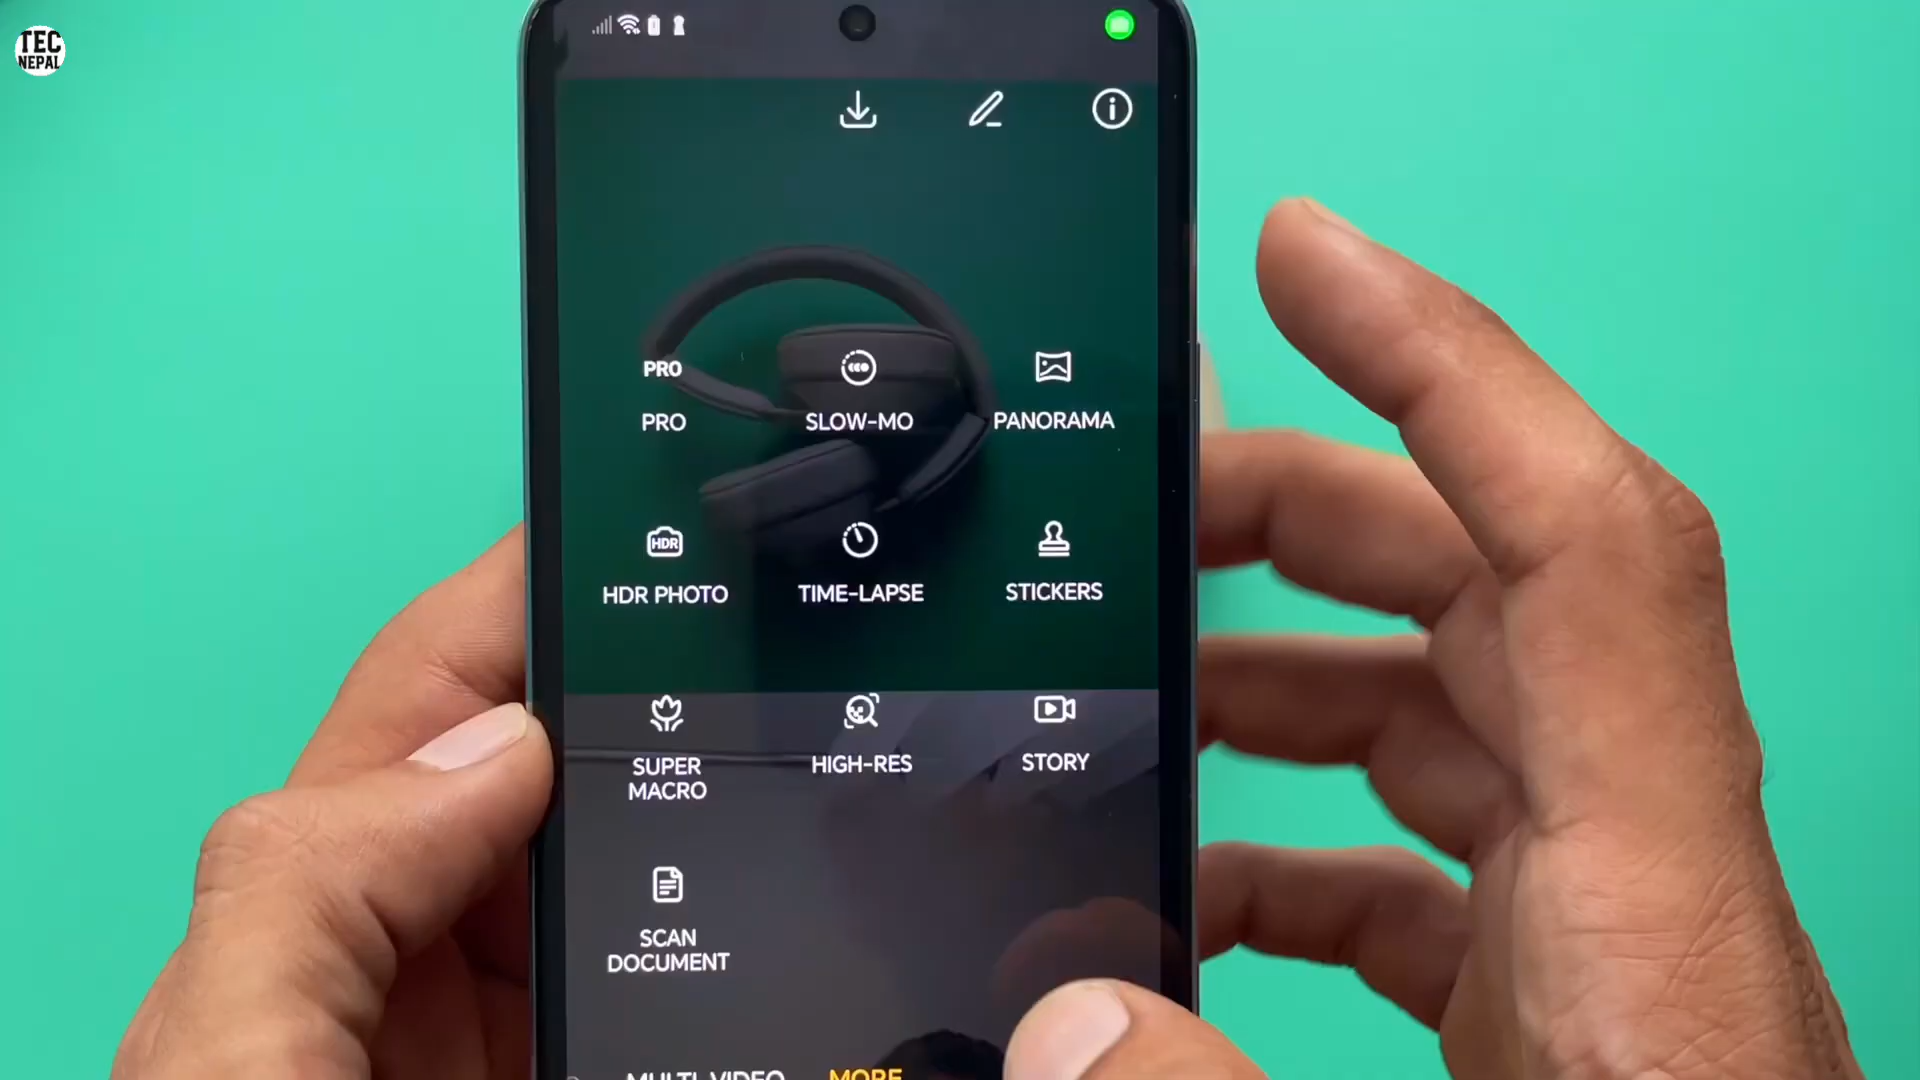 TEC
NEPAL
PRO
PRO
SLOW-MO
PANORAMA
HDR
HDR PHOTO
TIME-LAPSE
STICKERS
SUPER
MACRO
HIGH-RES
STORY
SCAN
DOCUMENT
MULTI-VIDEO
MORE